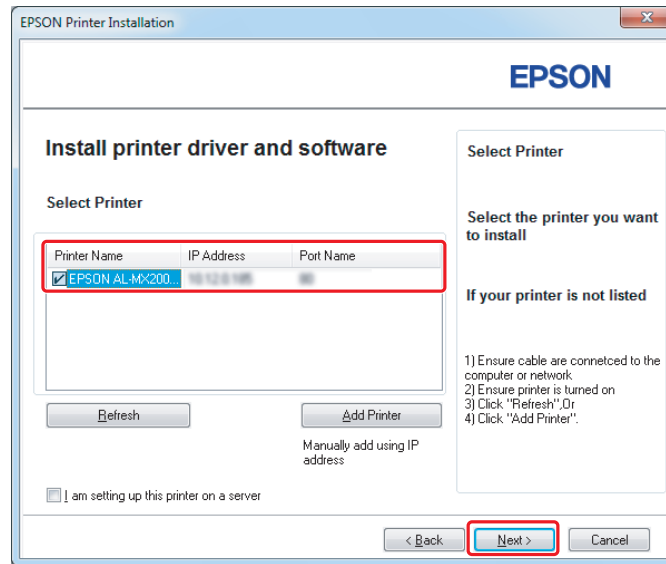 EPSON Printer Installation
EPSON
Install printer driver and software
Select Printer
Printer Name IP Address Port Name
EPSON AL-MX200...
Refresh
Add Printer
Manually add using IP
address
I am setting up this printer on a server
Select Printer
Select the printer you want
to install
If your printer is not listed
1) Ensure cable are connetced to the
computer or network
2) Ensure printer is turned on
3) Click "Refresh",Or
4) Click "Add Printer".
< Back
Next >
Cancel